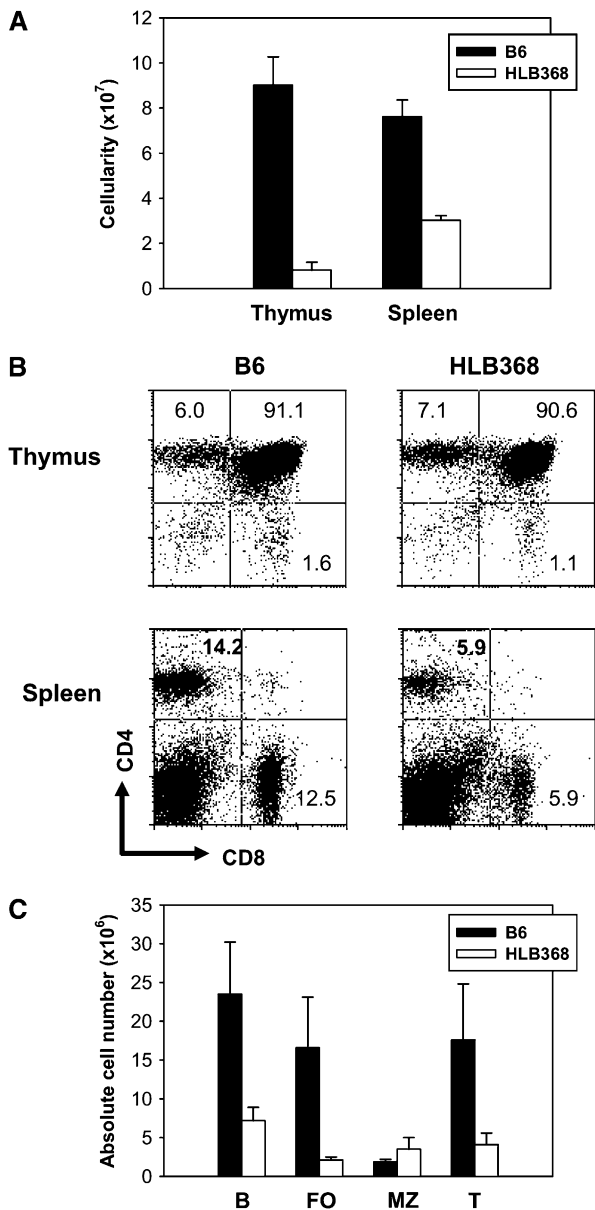 A
12
10
8
6
4
2
0
Cellularity (x10⁷)
B6
HLB368
Thymus Spleen
B
B6 HLB368
Thymus
6.0 91.1
1.6
7.1 90.6
1.1
Spleen
14.2
12.5
5.9
5.9
CD4
CD8
C
35
30
25
20
15
10
5
0
Absolute cell number (x10⁶)
B6
HLB368
B FO MZ T